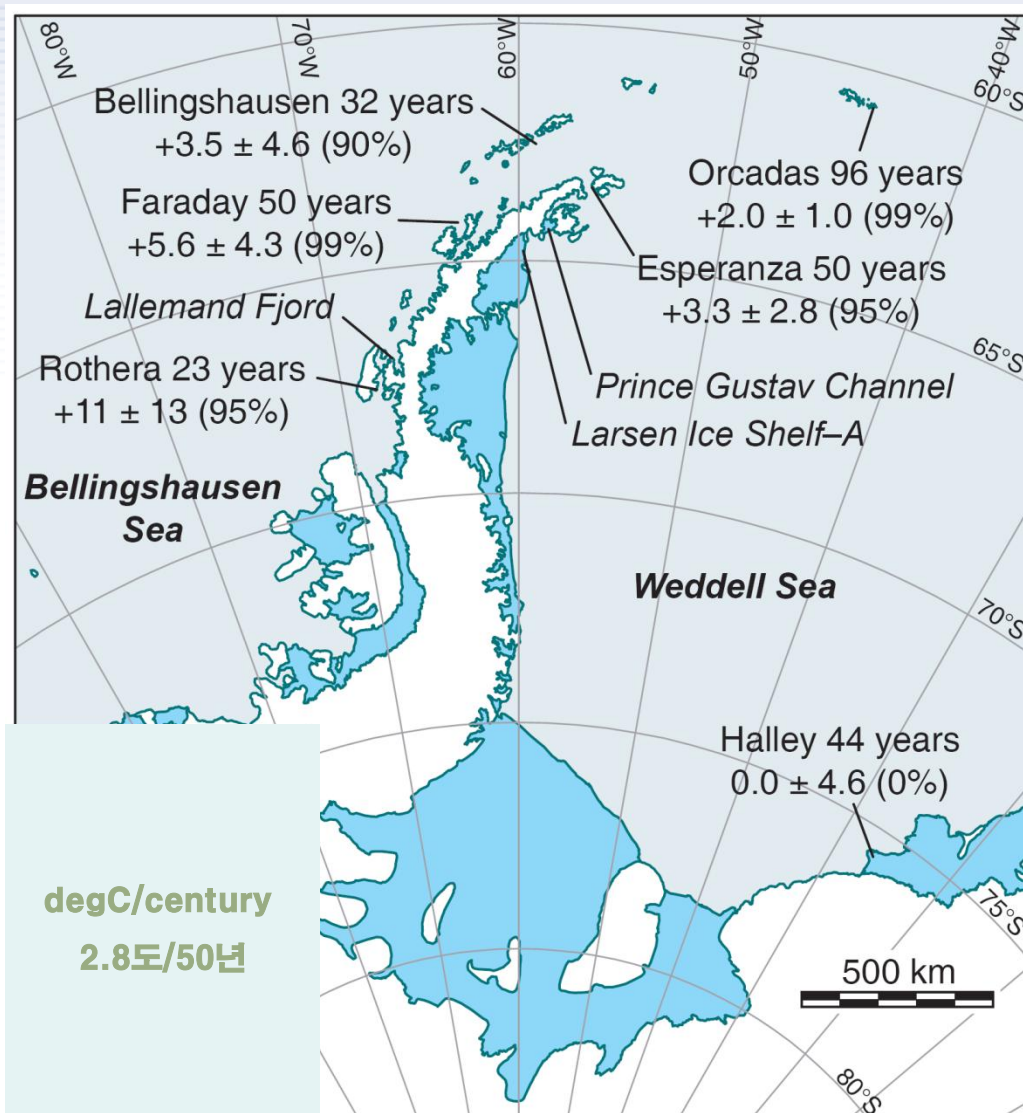 80°W
70°W
60°W
50°W
40°W
60°S
Bellingshausen 32 years
+3.5 ± 4.6 (90%)
Orcadas 96 years
+2.0 ± 1.0 (99%)
Faraday 50 years
+5.6 ± 4.3 (99%)
Esperanza 50 years
+3.3 ± 2.8 (95%)
Lallemand Fjord
65°S
Rothera 23 years
+11 ± 13 (95%)
Prince Gustav Channel
Larsen Ice Shelf–A
Bellingshausen
Sea
Weddell Sea
70°S
Halley 44 years
0.0 ± 4.6 (0%)
75°S
degC/century
2.8도/50년
500 km
80°S